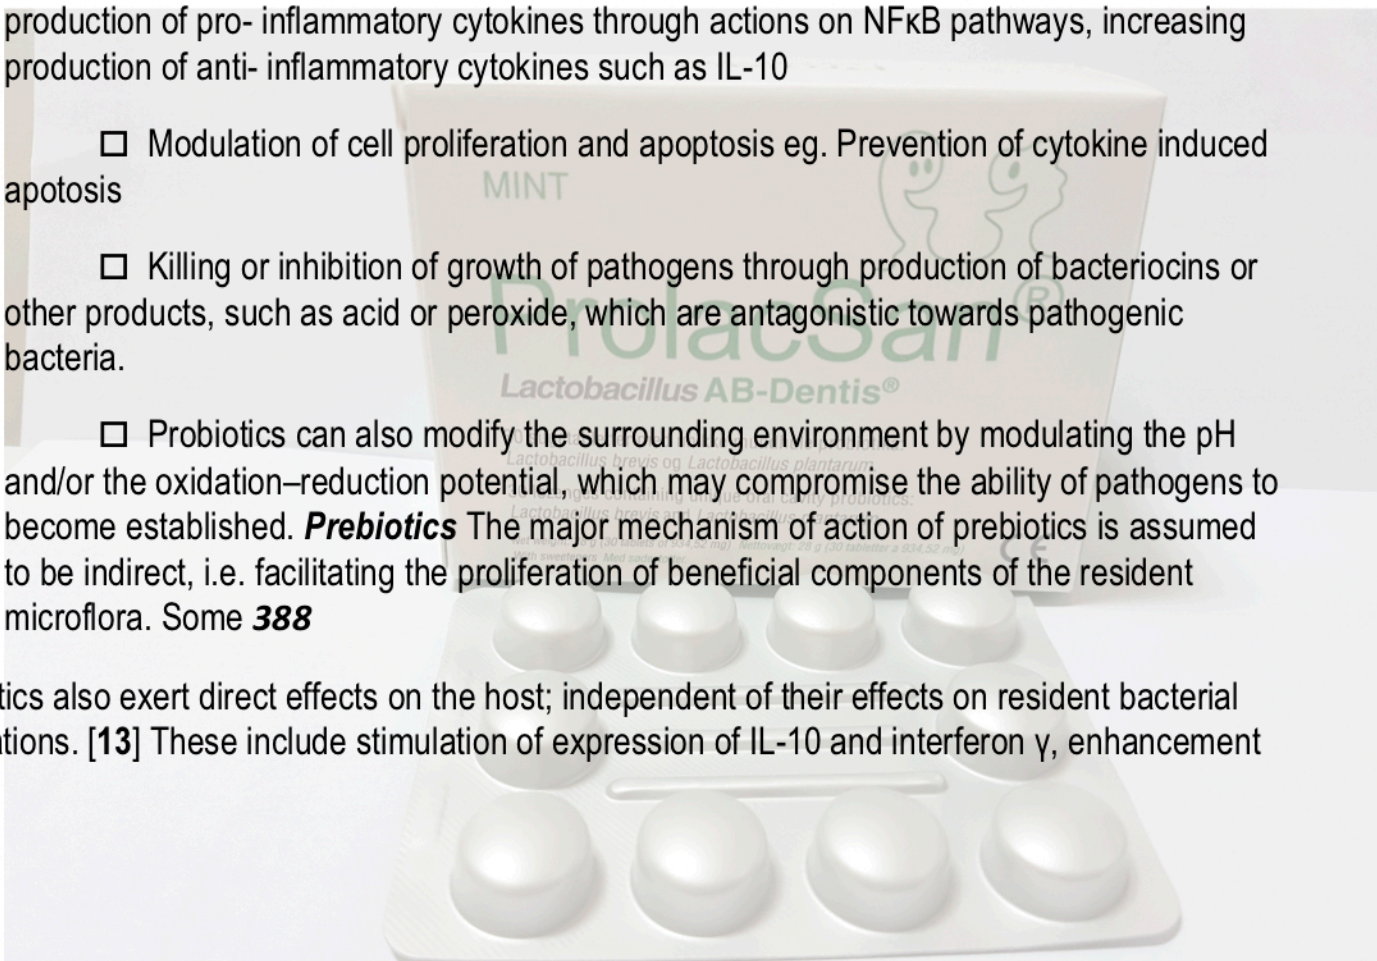 production of pro- inflammatory cytokines through actions on NFκB pathways, increasing
production of anti- inflammatory cytokines such as IL-10
☐ Modulation of cell proliferation and apoptosis eg. Prevention of cytokine induced
apotosis
MINT
☐ Killing or inhibition of growth of pathogens through production of bacteriocins or
other products, such as acid or peroxide, which are antagonistic towards pathogenic
bacteria.
ProlacSan®
Lactobacillus AB-Dentis®
☐ Probiotics can also modify the surrounding environment by modulating the pH
and/or the oxidation–reduction potential, which may compromise the ability of pathogens to
become established. Prebiotics The major mechanism of action of prebiotics is assumed
to be indirect, i.e. facilitating the proliferation of beneficial components of the resident
microflora. Some 388
Lactobacillus brevis og Lactobacillus plantarum
CE
tics also exert direct effects on the host; independent of their effects on resident bacterial
tions. [13] These include stimulation of expression of IL-10 and interferon γ, enhancement